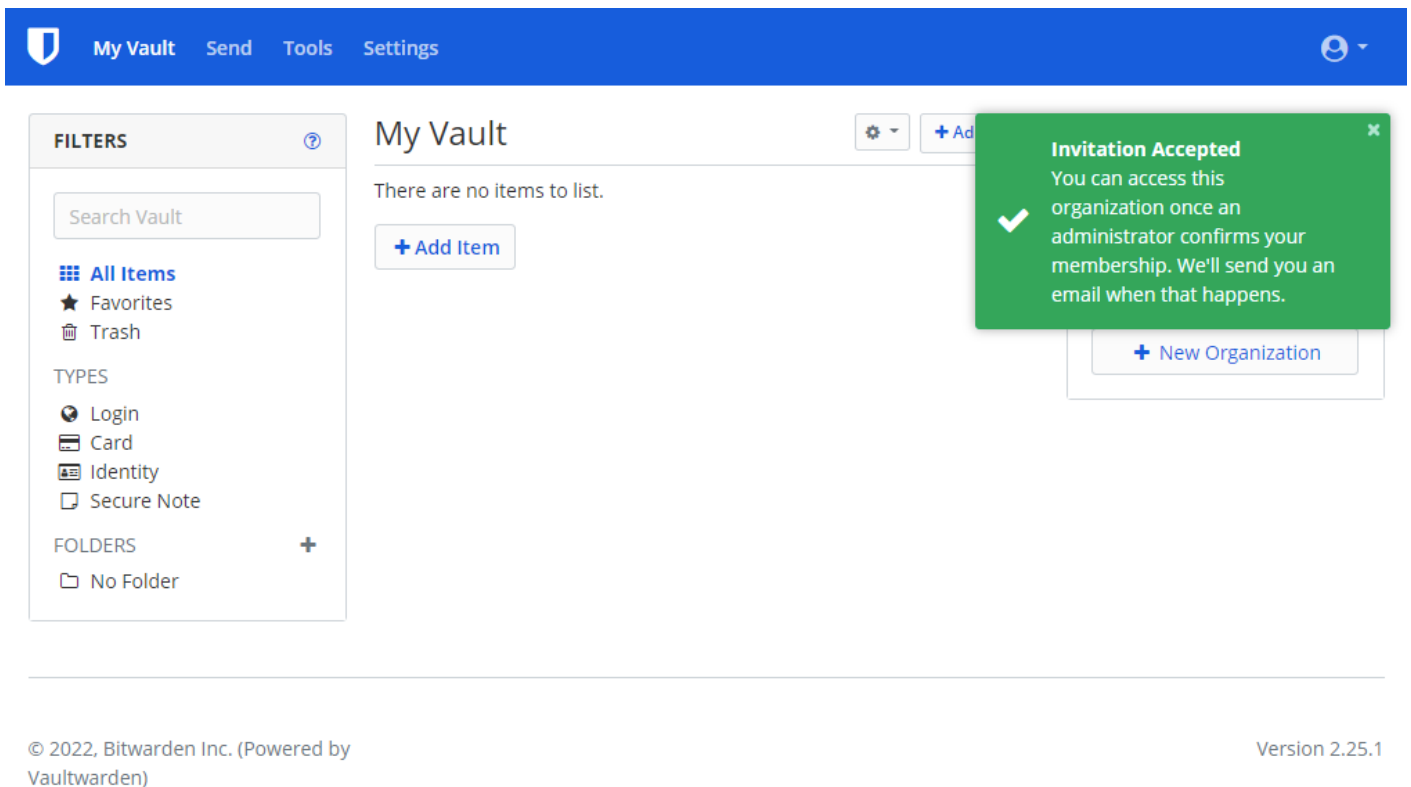 My Vault Send Tools Settings
FILTERS
Search Vault
All Items
Favorites
Trash
TYPES
Login
Card
Identity
Secure Note
FOLDERS
No Folder
My Vault
There are no items to list.
Add Item
Invitation Accepted
You can access this
organization once an
administrator confirms your
membership. We'll send you an
email when that happens.
New Organization
© 2022, Bitwarden Inc. (Powered by
Vaultwarden)
Version 2.25.1